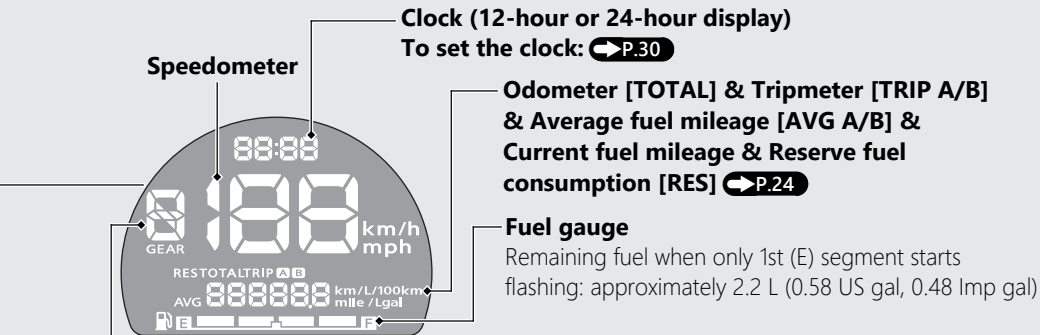 Clock (12-hour or 24-hour display)
To set the clock: P.30
Speedometer
Odometer [TOTAL] & Tripmeter [TRIP A/B]
& Average fuel mileage [AVG A/B] &
Current fuel mileage & Reserve fuel
consumption [RES] P.24
88:88
188
km/h
mph
8
GEAR
Fuel gauge
Remaining fuel when only 1st (E) segment starts
flashing: approximately 2.2 L (0.58 US gal, 0.48 Imp gal)
RESTOTALTRIP A B
AVG 88888.8 km/L/100km
mile /Lgal
E F